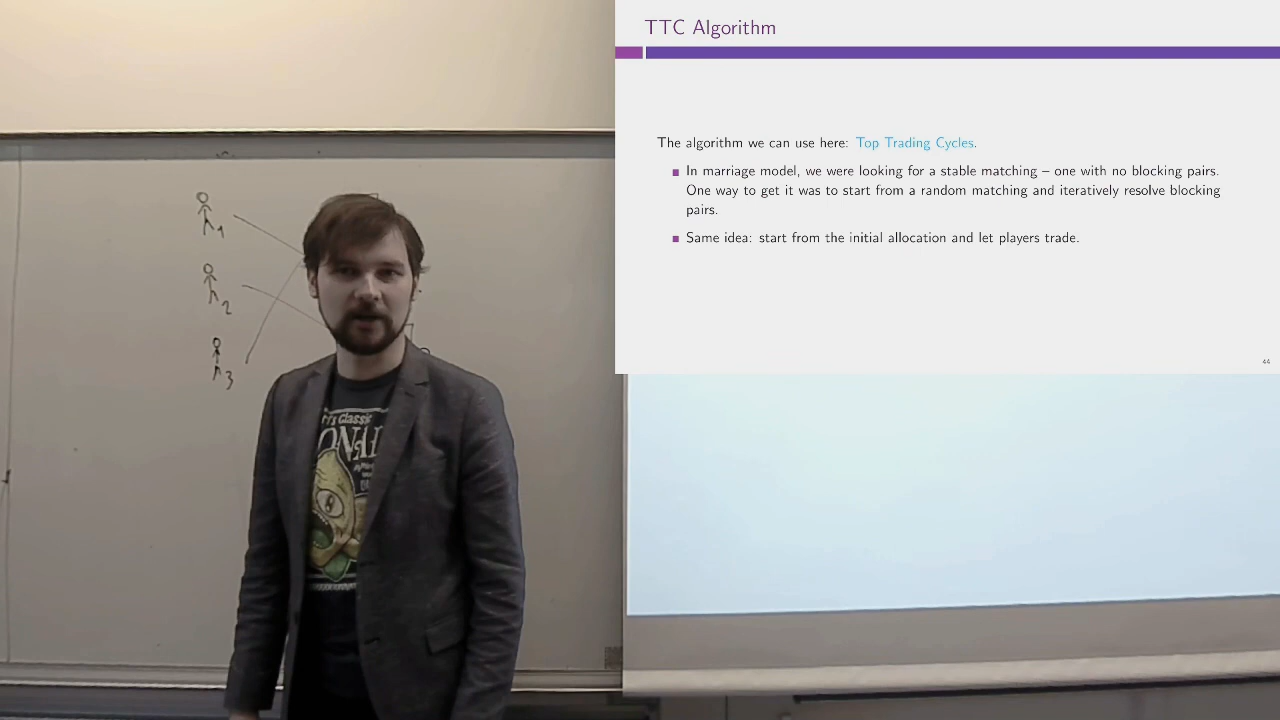 TTC Algorithm
The algorithm we can use here: Top Trading Cycles.
■ In marriage model, we were looking for a stable matching – one with no blocking pairs.
One way to get it was to start from a random matching and iteratively resolve blocking
pairs.
■ Same idea: start from the initial allocation and let players trade.
44
1
2
3
Classic